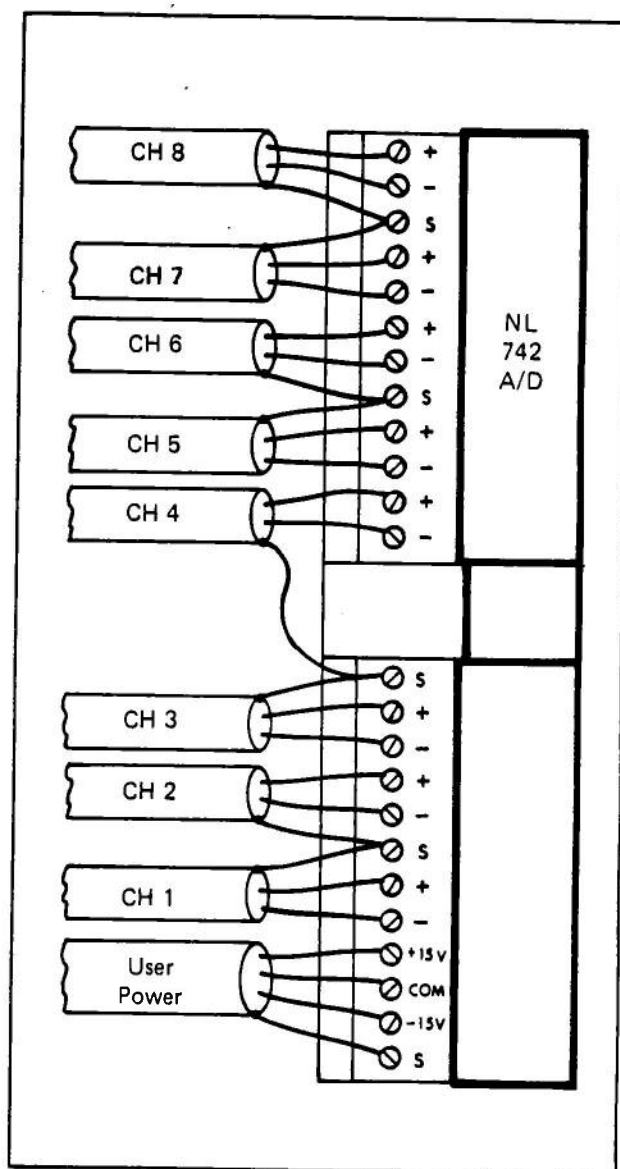 CH 8
+
-
S
CH 7
+
-
CH 6
+
-
S
CH 5
+
-
CH 4
+
-
NL
742
A/D
S
CH 3
+
-
CH 2
+
-
S
CH 1
+
-
User
Power
+15V
COM
-15V
S